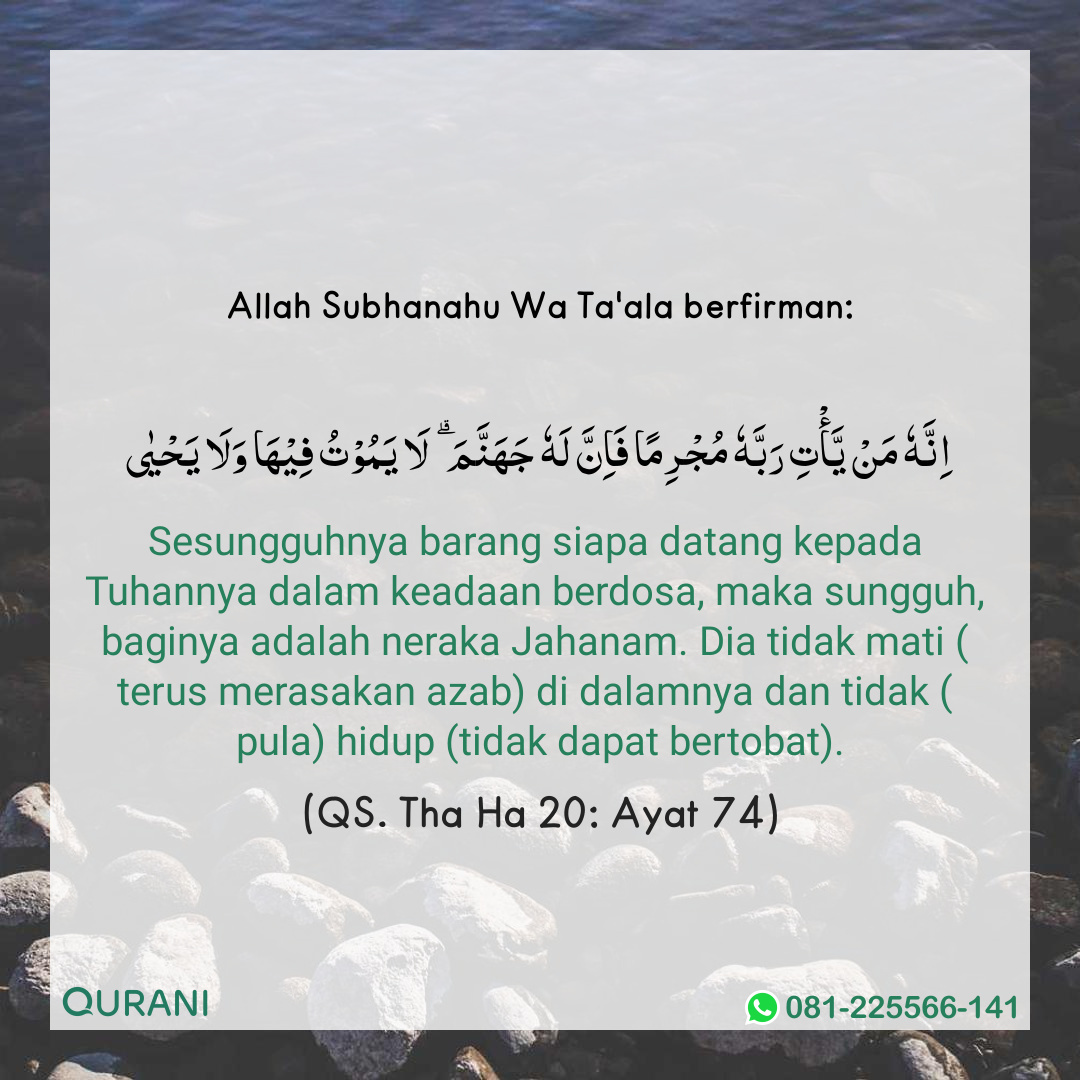 Allah Subhanahu Wa Ta'ala berfirman:
اِنَّهٗ مَنْ يَّأْتِ رَبَّهٗ مُجْرِمًا فَاِنَّ لَهٗ جَهَنَّمَ ۗ لَا يَمُوْتُ فِيْهَا وَلَا يَحْيٰى
Sesungguhnya barang siapa datang kepada
Tuhannya dalam keadaan berdosa, maka sungguh,
baginya adalah neraka Jahanam. Dia tidak mati (
terus merasakan azab) di dalamnya dan tidak (
pula) hidup (tidak dapat bertobat).
(QS. Tha Ha 20: Ayat 74)
QURANI
081-225566-141